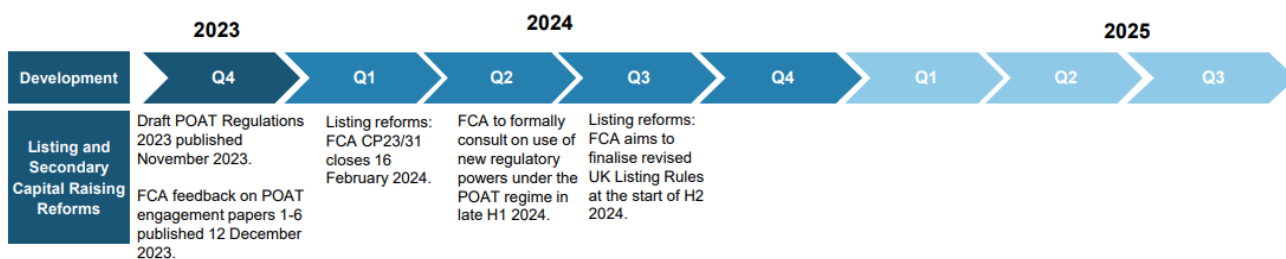 2023
2024
2025
Development
Q4
Q1
Q2
Q3
Q4
Q1
Q2
Q3
Listing and
Secondary
Capital Raising
Reforms
Draft POAT Regulations
2023 published
November 2023.
FCA feedback on POAT
engagement papers 1-6
published 12 December
2023.
Listing reforms:
FCA CP23/31
closes 16
February 2024.
FCA to formally
consult on use of
new regulatory
powers under the
POAT regime in
late H1 2024.
Listing reforms:
FCA aims to
finalise revised
UK Listing Rules
at the start of H2
2024.